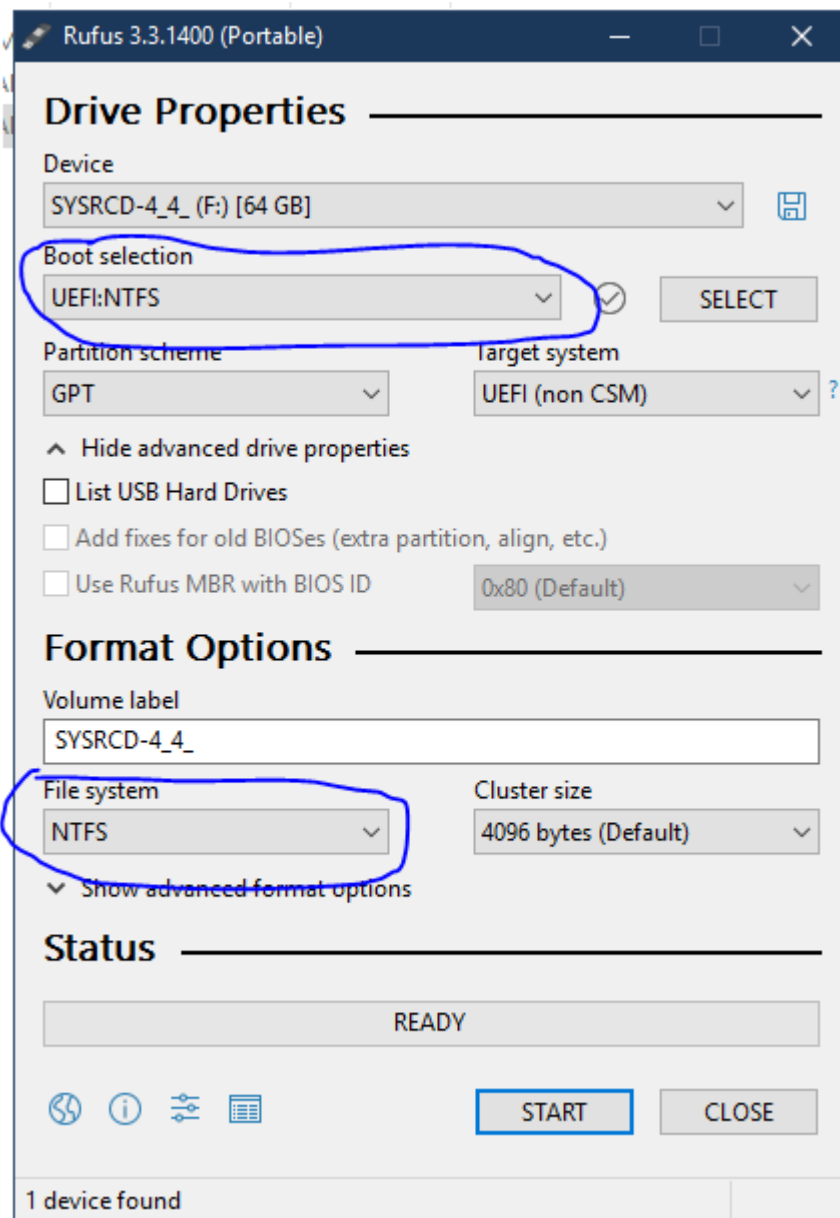 Rufus 3.3.1400 (Portable)
Drive Properties
Device
SYSRCD-4_4_ (F:) [64 GB]
Boot selection
UEFI:NTFS
SELECT
Partition scheme Target system
GPT UEFI (non CSM) ?
Hide advanced drive properties
List USB Hard Drives
Add fixes for old BIOSes (extra partition, align, etc.)
Use Rufus MBR with BIOS ID 0x80 (Default)
Format Options
Volume label
SYSRCD-4_4_
File system Cluster size
NTFS 4096 bytes (Default)
Show advanced format options
Status
READY
START CLOSE
1 device found